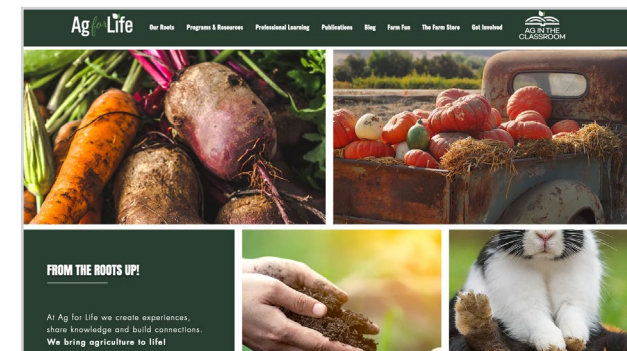 Ag for Life
Our Roots Programs & Resources Professional Learning Publications Blog Farm Fun The Farm Store Get Involved
AG IN THE
CLASSROOM
FROM THE ROOTS UP!
At Ag for Life we create experiences,
share knowledge and build connections.
We bring agriculture to life!